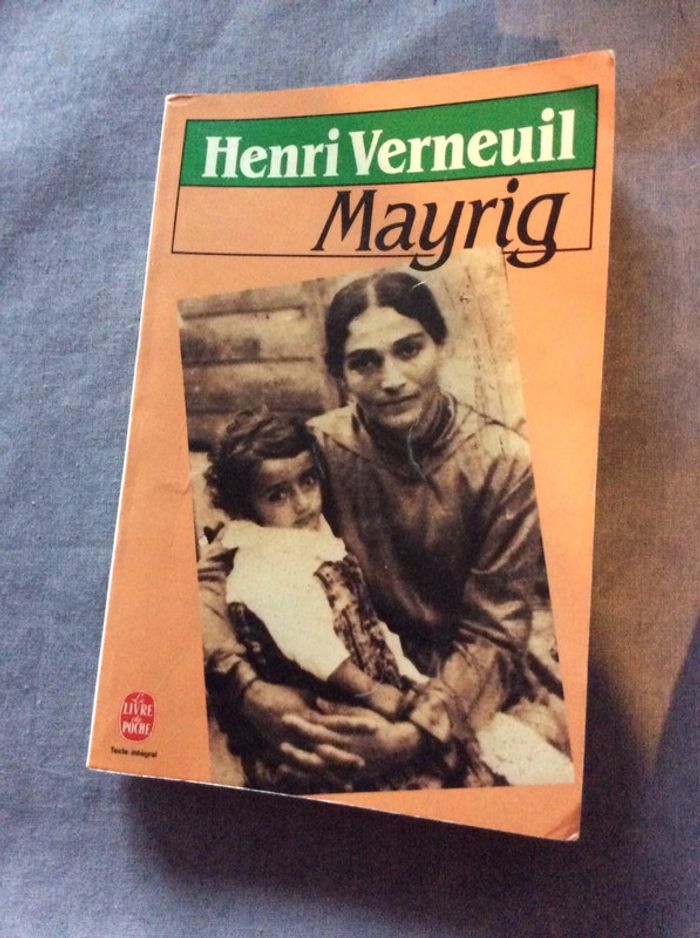 Henri Verneuil
Mayrig
Le
LIVRE
de
POCHE
Texte intégral